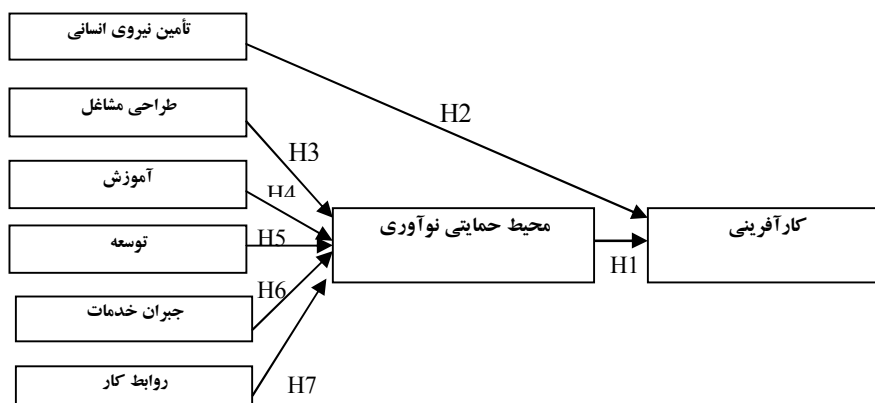 تأمین نیروی انسانی
H2
طراحی مشاغل
H3
آموزش
H4
محیط حمایتی نوآوری
کارآفرینی
توسعه
H5
H1
H6
جبران خدمات
روابط کار
H7